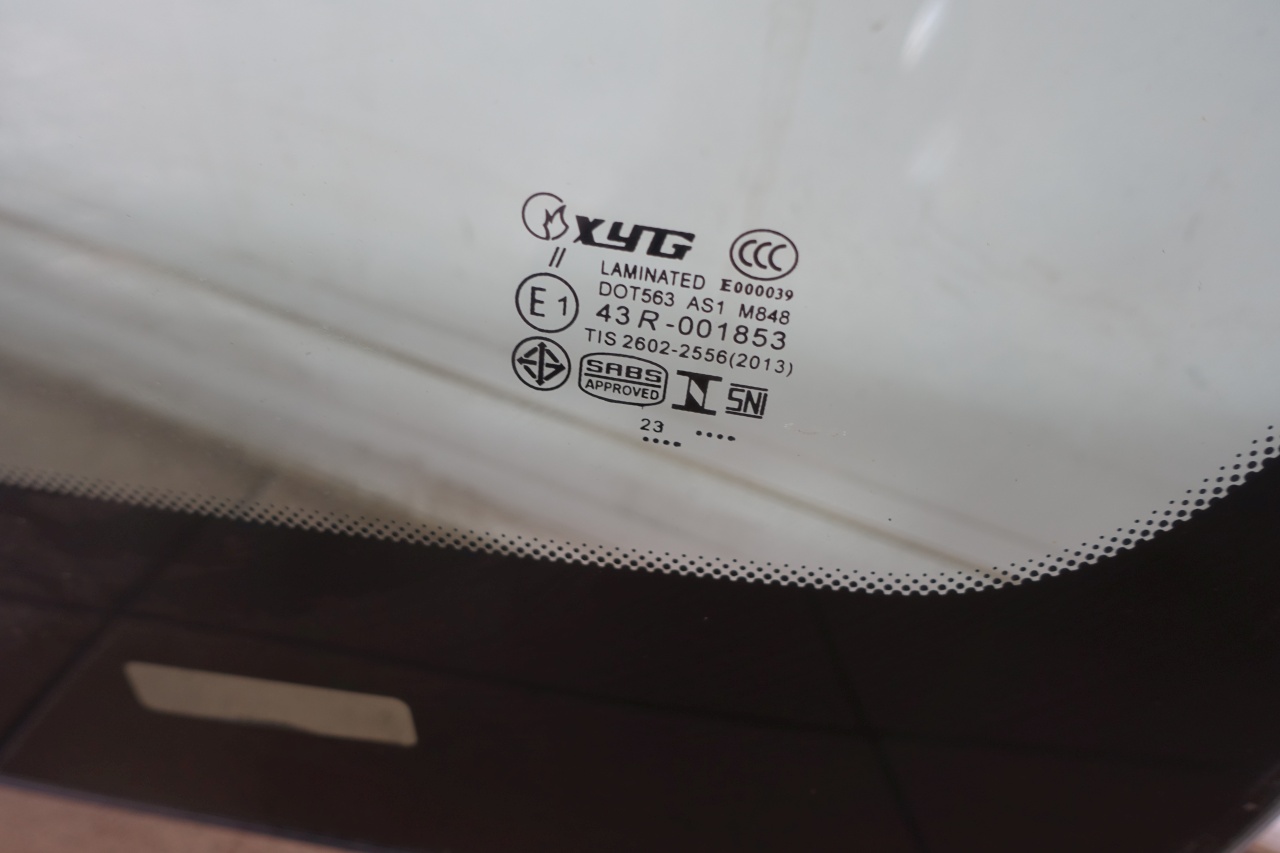 XYG CCC
//
LAMINATED E000039
DOT563 AS1 M848
E1 43R-001853
TIS 2602-2556(2013)
SABS
APPROVED
SNI
23